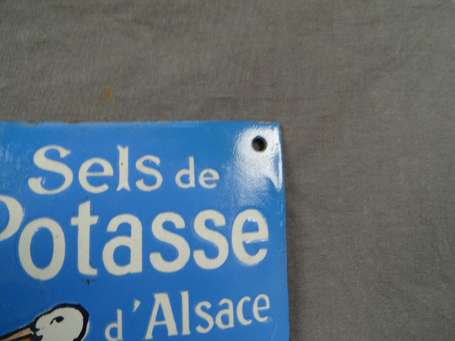 Sels de
Potasse
d'Alsace